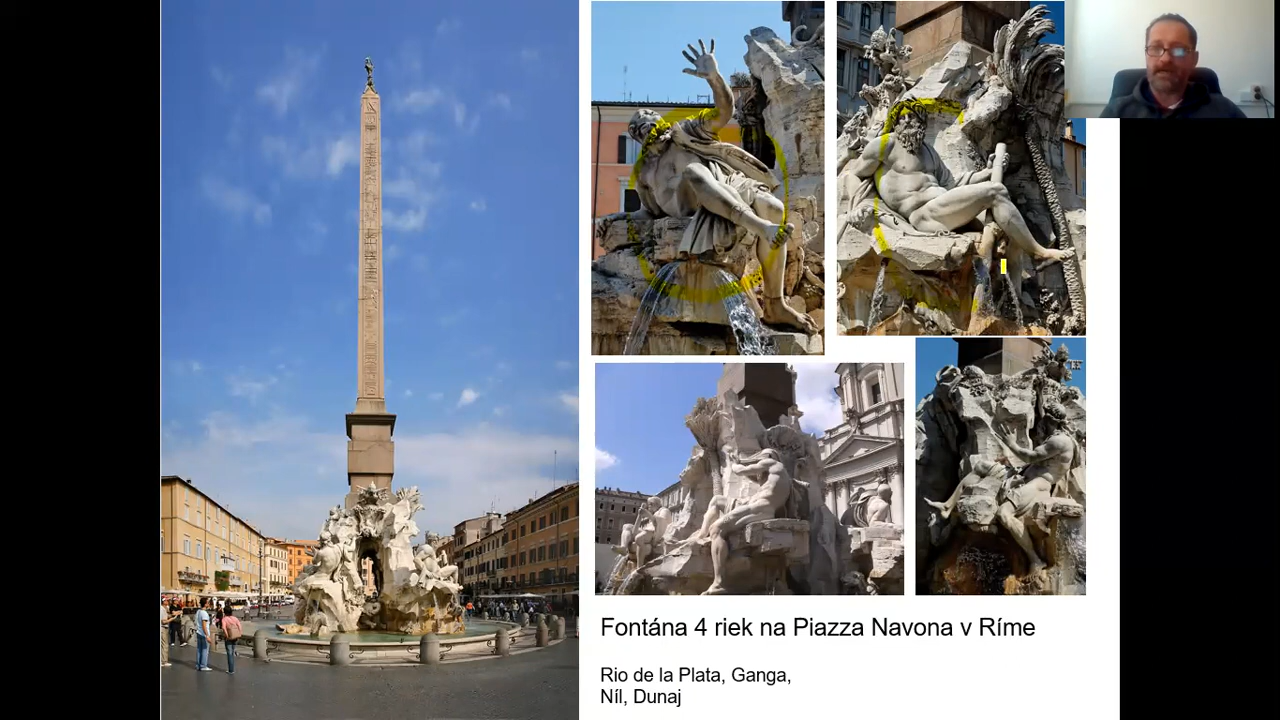 Fontána 4 riek na Piazza Navona v Ríme
Rio de la Plata, Ganga,
Níl, Dunaj